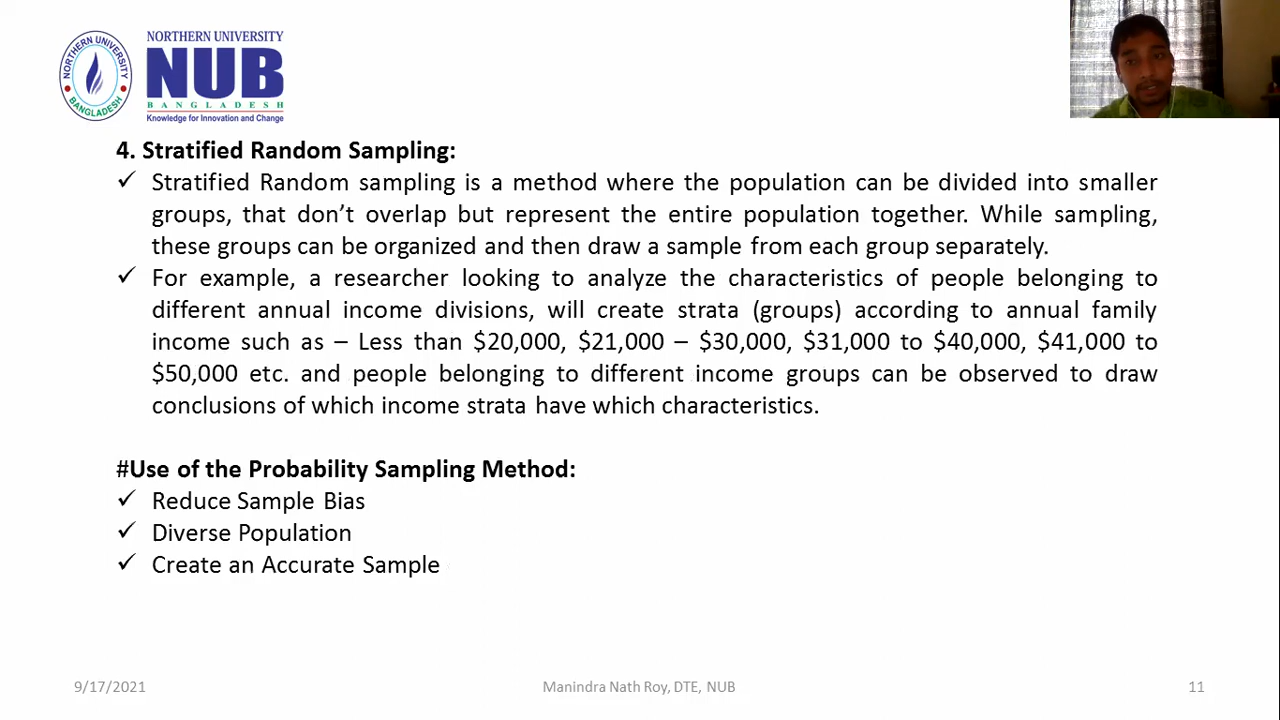 NORTHERN UNIVERSITY
NUB
BANGLADESH
Knowledge for Innovation and Change
NORTHERN UNIVERSITY
BANGLADESH
4. Stratified Random Sampling:
✓ Stratified Random sampling is a method where the population can be divided into smaller
groups, that don’t overlap but represent the entire population together. While sampling,
these groups can be organized and then draw a sample from each group separately.
✓ For example, a researcher looking to analyze the characteristics of people belonging to
different annual income divisions, will create strata (groups) according to annual family
income such as – Less than $20,000, $21,000 – $30,000, $31,000 to $40,000, $41,000 to
$50,000 etc. and people belonging to different income groups can be observed to draw
conclusions of which income strata have which characteristics.
#Use of the Probability Sampling Method:
✓ Reduce Sample Bias
✓ Diverse Population
✓ Create an Accurate Sample
9/17/2021
Manindra Nath Roy, DTE, NUB
11